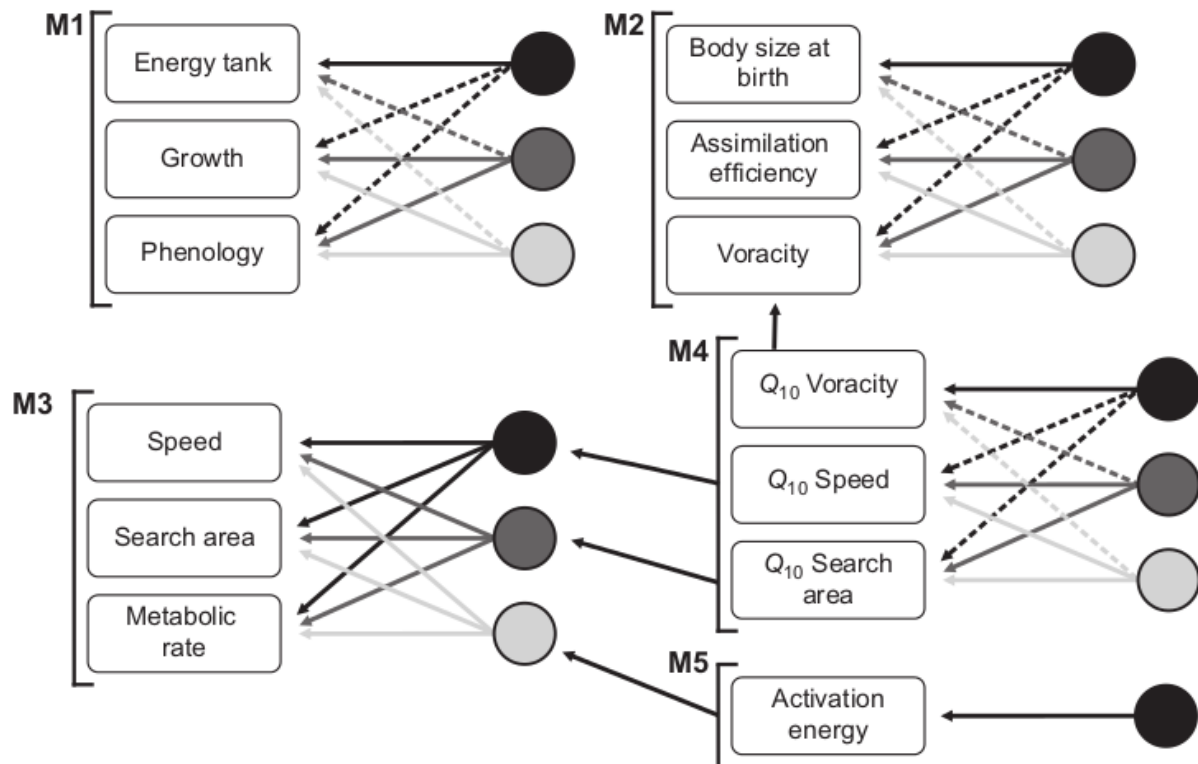 M1
Energy tank
Growth
Phenology
M2
Body size at
birth
Assimilation
efficiency
Voracity
M3
Speed
Search area
Metabolic
rate
M4
Q10 Voracity
Q10 Speed
Q10 Search
area
M5
Activation
energy